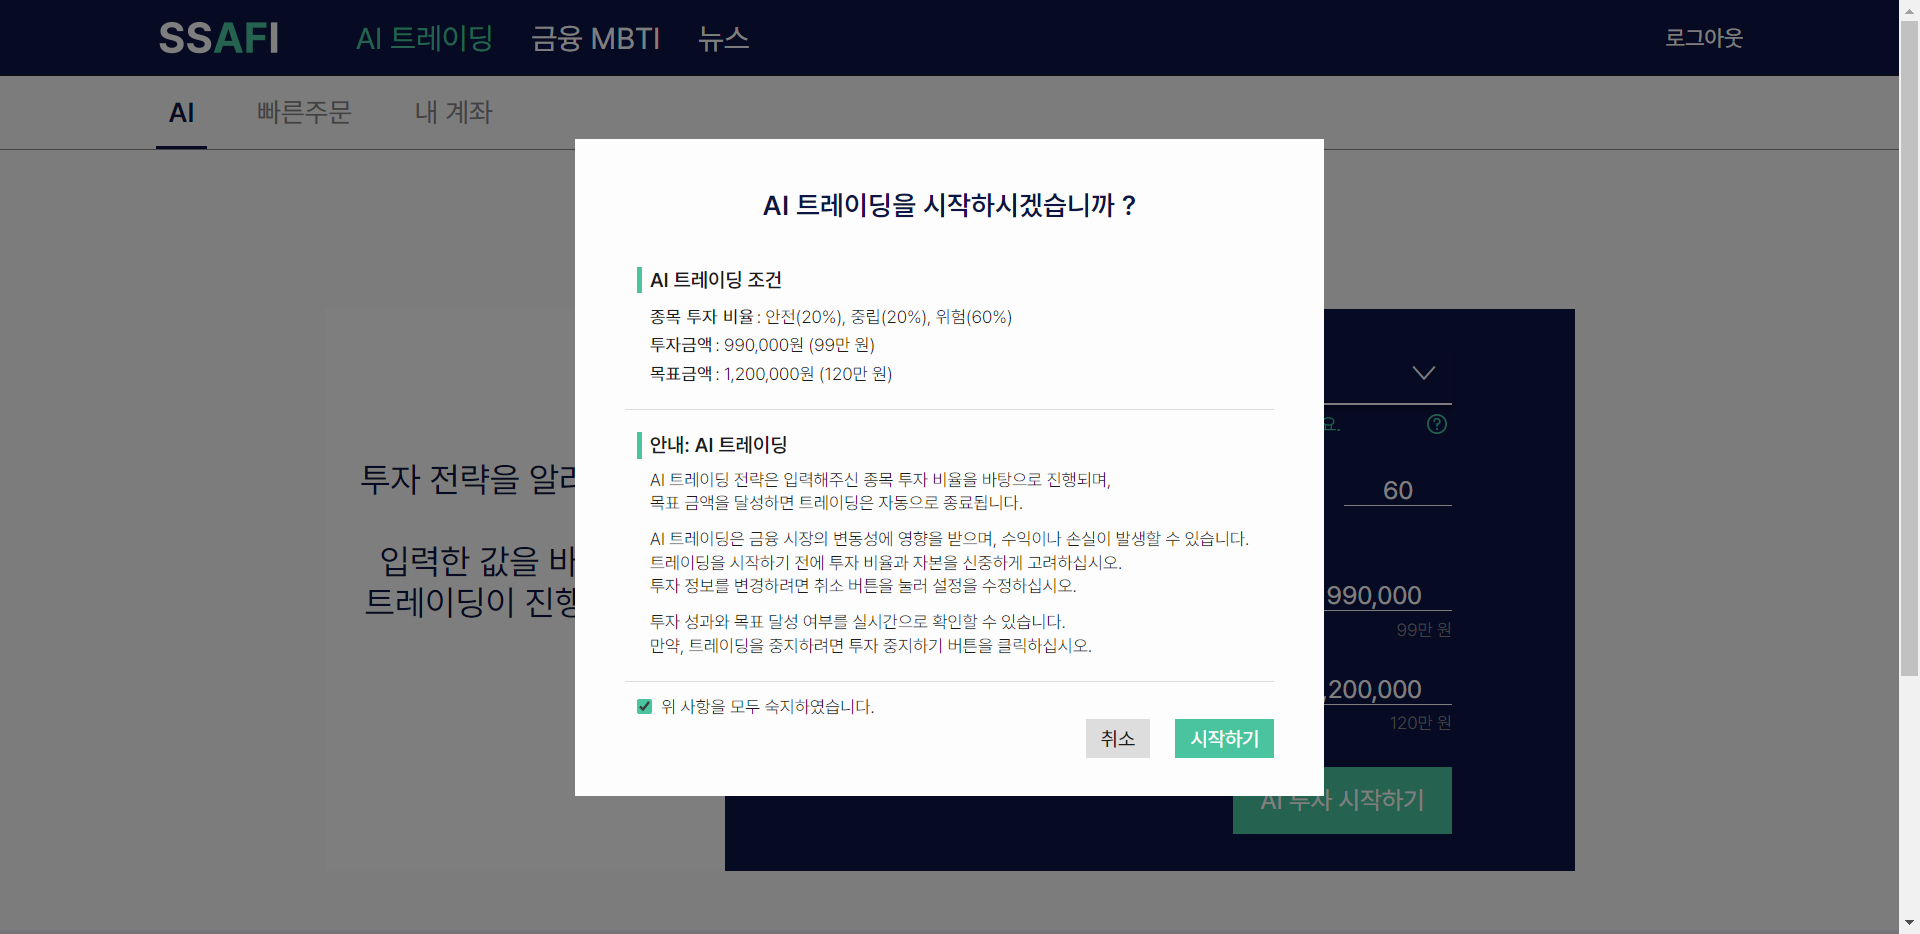 SSAFI
AI 트레이딩
금융 MBTI
뉴스
로그아웃
AI
빠른주문
내 계좌
AI 트레이딩을 시작하시겠습니까 ?
AI 트레이딩 조건
종목 투자 비율 : 안전(20%), 중립(20%), 위험(60%)
투자금액 : 990,000원 (99만 원)
목표금액 : 1,200,000원 (120만 원)
안내: AI 트레이딩
AI 트레이딩 전략은 입력해주신 종목 투자 비율을 바탕으로 진행되며,
목표 금액을 달성하면 트레이딩은 자동으로 종료됩니다.
AI 트레이딩은 금융 시장의 변동성에 영향을 받으며, 수익이나 손실이 발생할 수 있습니다.
트레이딩을 시작하기 전에 투자 비율과 자본을 신중하게 고려하십시오.
투자 정보를 변경하려면 취소 버튼을 눌러 설정을 수정하십시오.
투자 성과와 목표 달성 여부를 실시간으로 확인할 수 있습니다.
만약, 트레이딩을 중지하려면 투자 중지하기 버튼을 클릭하십시오.
위 사항을 모두 숙지하였습니다.
취소
시작하기
투자 전략을
입력한 값을
트레이딩이
요.
?
60
990,000
99만 원
,200,000
120만 원
AI 투자 시작하기